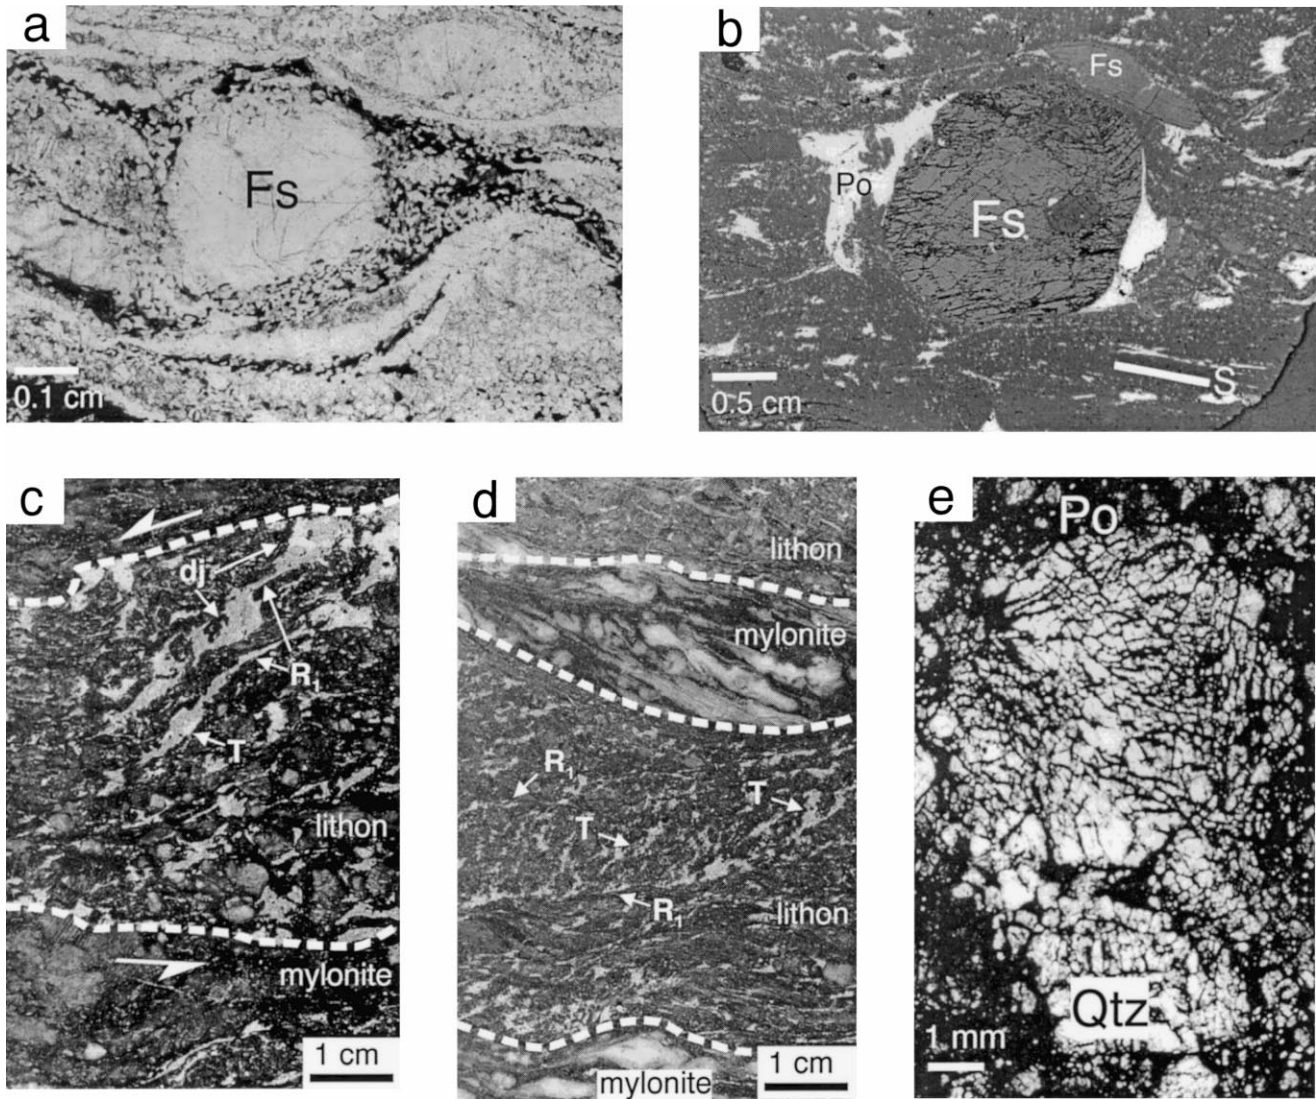 a
Fs
0.1 cm
b
Fs
Po
Fs
S
0.5 cm
c
dj
R1
T
lithon
mylonite
1 cm
d
lithon
mylonite
R1
T
T
R1
lithon
mylonite
1 cm
e
Po
Qtz
1 mm